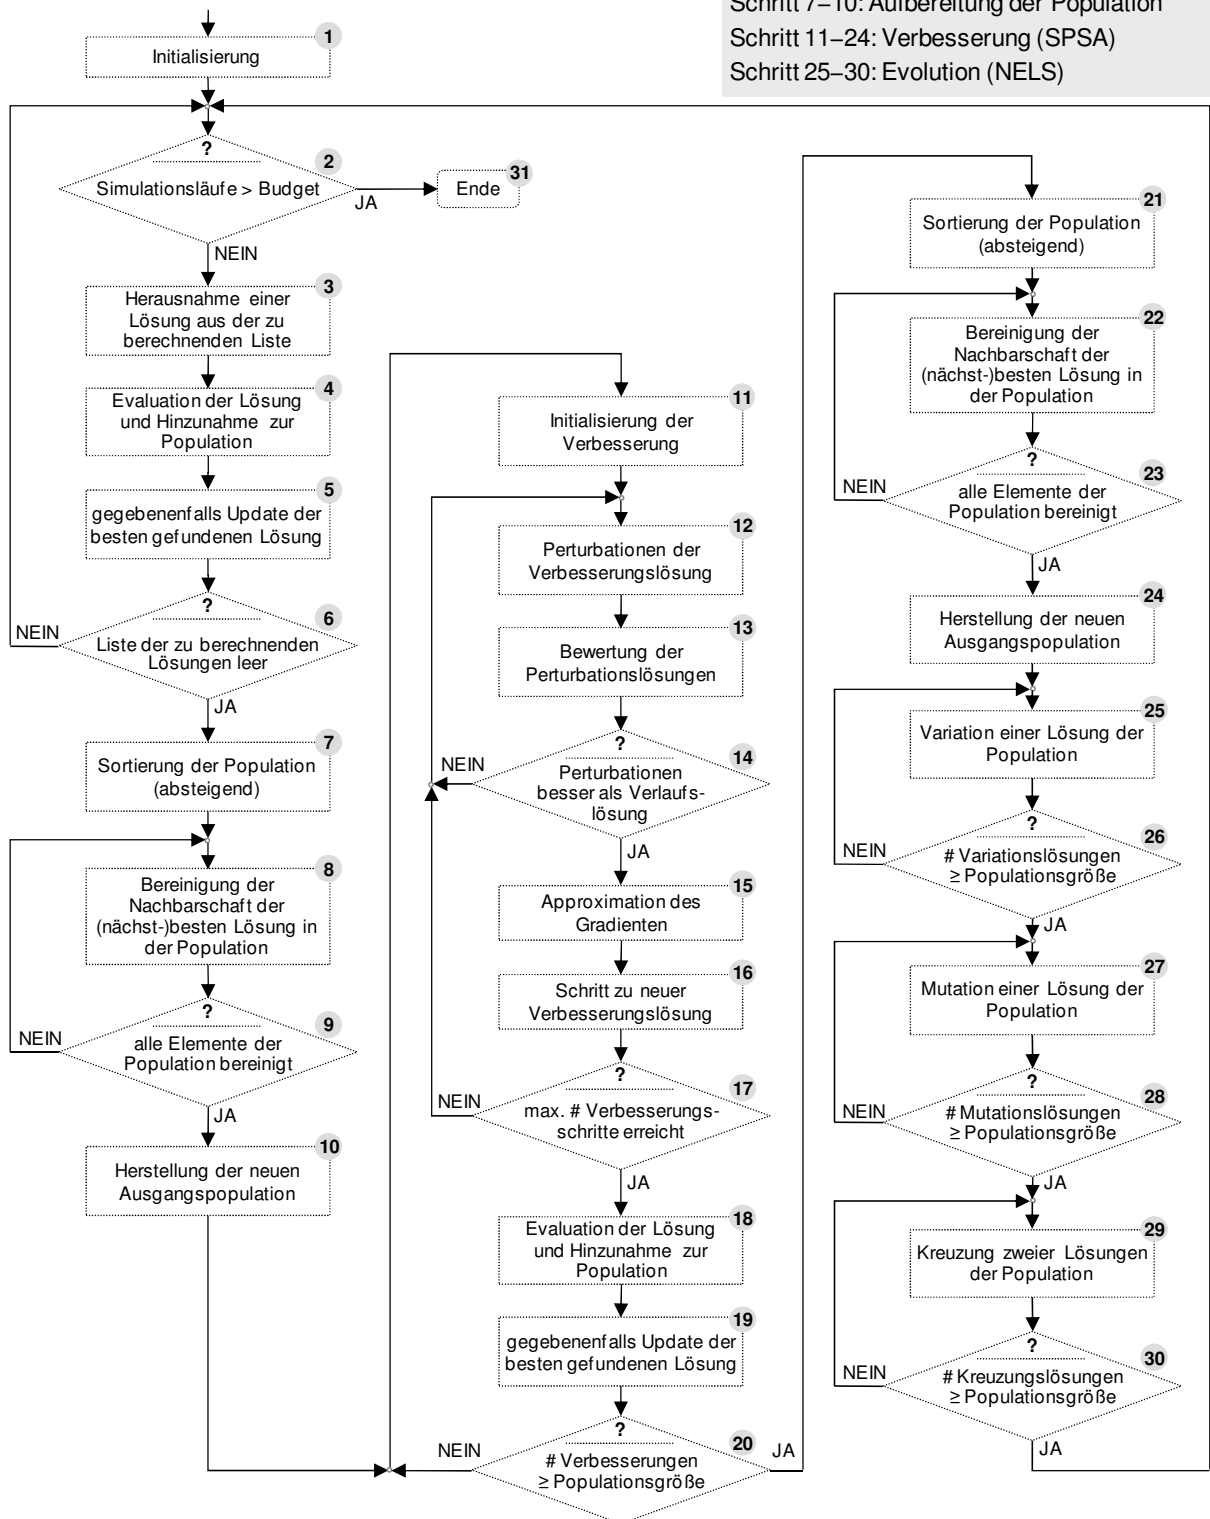 Schritt 7–10: Aufbereitung der Population
Schritt 11–24: Verbesserung (SPSA)
Schritt 25–30: Evolution (NELS)
1
Initialisierung
?
2
Simulationsläufe > Budget
JA
NEIN
31
Ende
3
Herausnahme einer
Lösung aus der zu
berechnenden Liste
4
Evaluation der Lösung
und Hinzunahme zur
Population
5
gegebenenfalls Update der
besten gefundenen Lösung
?
6
NEIN
Liste der zu berechnenden
Lösungen leer
JA
7
Sortierung der Population
(absteigend)
8
Bereinigung der
Nachbarschaft der
(nächst-)besten Lösung in
der Population
?
9
NEIN
alle Elemente der
Population bereinigt
JA
10
Herstellung der neuen
Ausgangspopulation
11
Initialisierung der
Verbesserung
12
Perturbationen der
Verbesserungslösung
13
Bewertung der
Perturbationslösungen
?
14
NEIN
Perturbationen
besser als Verlaufs-
lösung
JA
15
Approximation des
Gradienten
16
Schritt zu neuer
Verbesserungslösung
?
17
NEIN
max. # Verbesserungs-
schritte erreicht
JA
18
Evaluation der Lösung
und Hinzunahme zur
Population
19
gegebenenfalls Update der
besten gefundenen Lösung
?
20
NEIN
JA
# Verbesserungen
≥ Populationsgröße
21
Sortierung der Population
(absteigend)
22
Bereinigung der
Nachbarschaft der
(nächst-)besten Lösung in
der Population
?
23
NEIN
alle Elemente der
Population bereinigt
JA
24
Herstellung der neuen
Ausgangspopulation
25
Variation einer Lösung der
Population
?
26
NEIN
# Variationslösungen
≥ Populationsgröße
JA
27
Mutation einer Lösung der
Population
?
28
NEIN
# Mutationslösungen
≥ Populationsgröße
JA
29
Kreuzung zweier Lösungen
der Population
?
30
NEIN
# Kreuzungslösungen
≥ Populationsgröße
JA